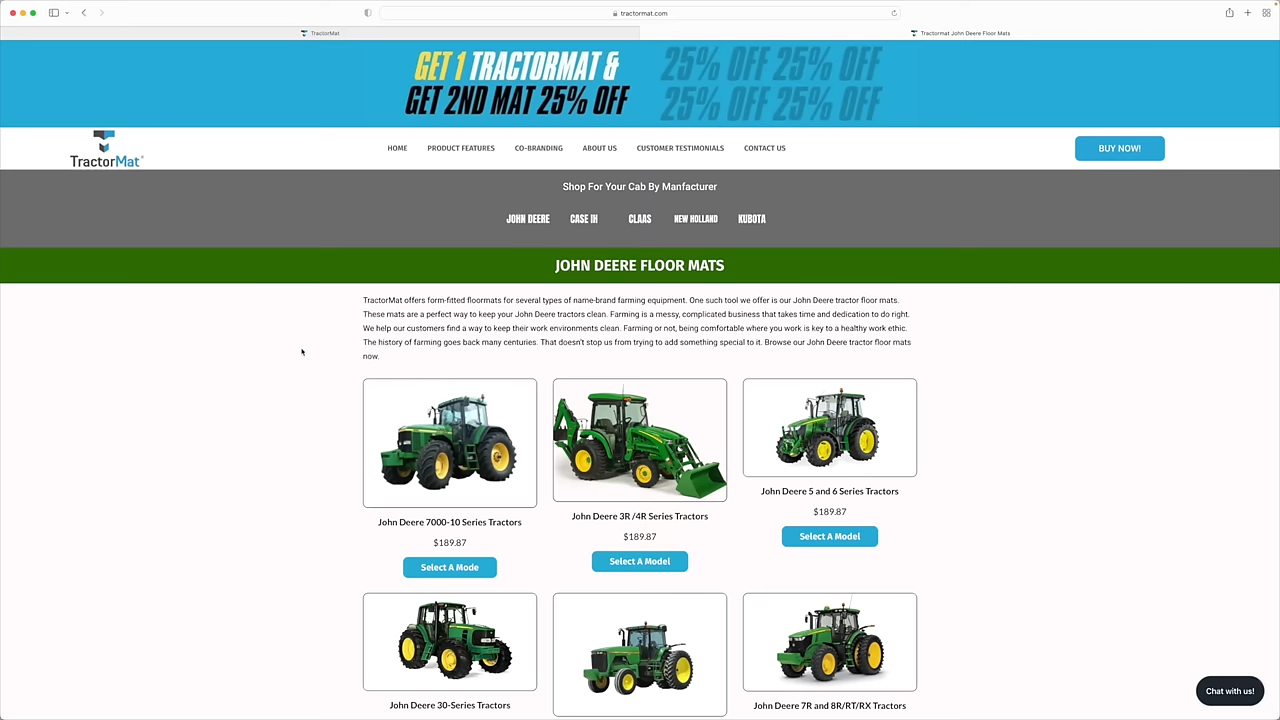 tractormat.com
TractorMat
Tractormat John Deere Floor Mats
GET 1 TRACTORMAT &
GET 2ND MAT 25% OFF
25% OFF 25% OFF
25% OFF 25% OFF
TractorMat®
HOME
PRODUCT FEATURES
CO-BRANDING
ABOUT US
CUSTOMER TESTIMONIALS
CONTACT US
BUY NOW!
Shop For Your Cab By Manfacturer
JOHN DEERE
CASE IH
CLAAS
NEW HOLLAND
KUBOTA
JOHN DEERE FLOOR MATS
TractorMat offers form-fitted floormats for several types of name-brand farming equipment. One such tool we offer is our John Deere tractor floor mats.
These mats are a perfect way to keep your John Deere tractors clean. Farming is a messy, complicated business that takes time and dedication to do right.
We help our customers find a way to keep their work environments clean. Farming or not, being comfortable where you work is key to a healthy work ethic.
The history of farming goes back many centuries. That doesn't stop us from trying to add something special to it. Browse our John Deere tractor floor mats
now.
John Deere 7000-10 Series Tractors
$189.87
Select A Mode
John Deere 3R /4R Series Tractors
$189.87
Select A Model
John Deere 5 and 6 Series Tractors
$189.87
Select A Model
John Deere 30-Series Tractors
John Deere 7R and 8R/RT/RX Tractors
Chat with us!